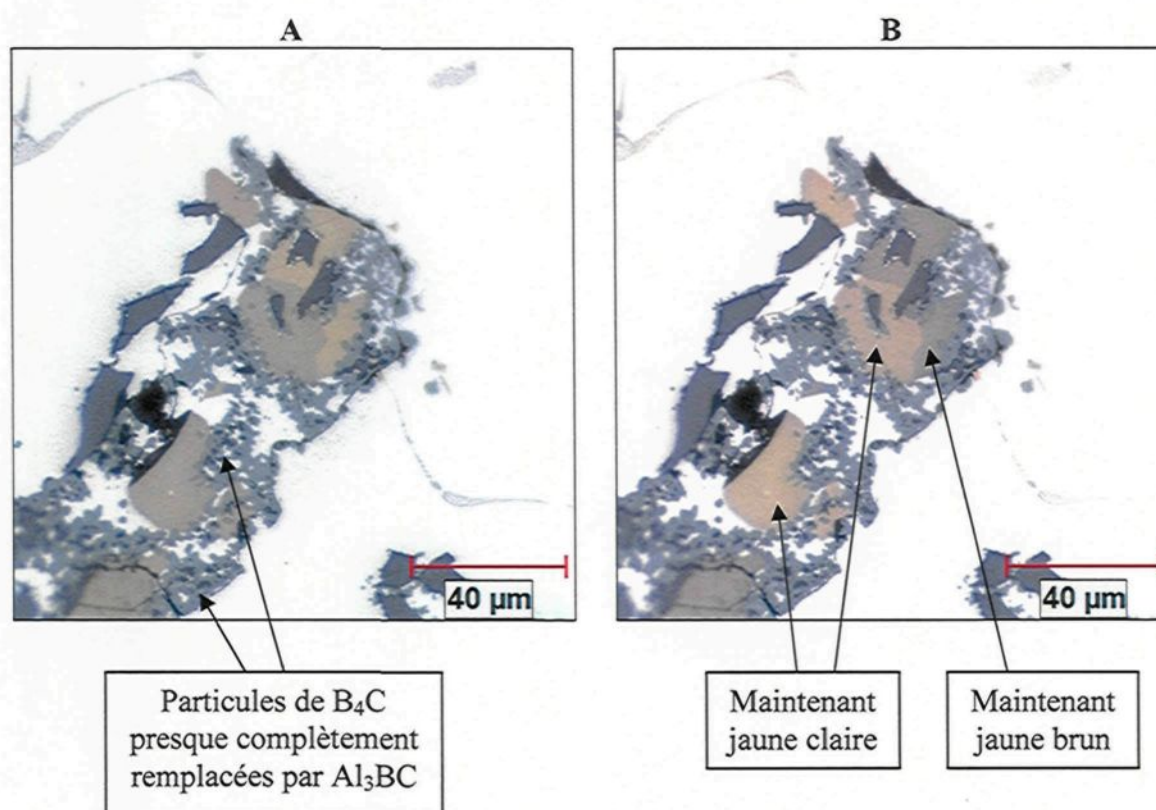 A
B
40 µm
40 µm
Particules de B₄C
presque complètement
remplacées par Al₃BC
Maintenant
jaune claire
Maintenant
jaune brun